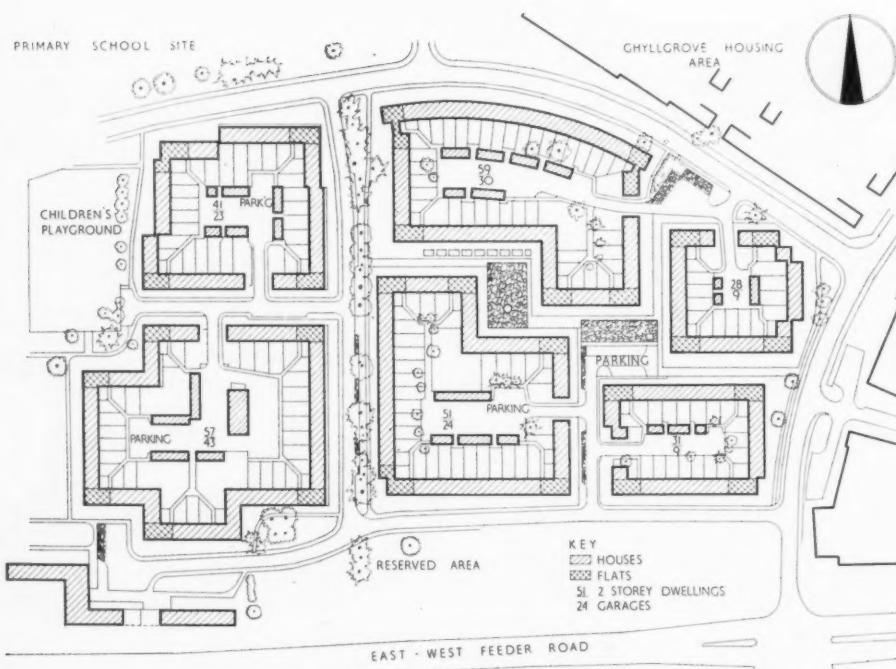 PRIMARY SCHOOL SITE
GHYLLGROVE HOUSING
AREA
CHILDREN'S
PLAYGROUND
41
23
PARK'G
59
30
28
9
PARKING
57
43
PARKING
51
24
PARKING
31
9
RESERVED AREA
KEY
HOUSES
FLATS
51 2 STOREY DWELLINGS
24 GARAGES
EAST - WEST FEEDER ROAD